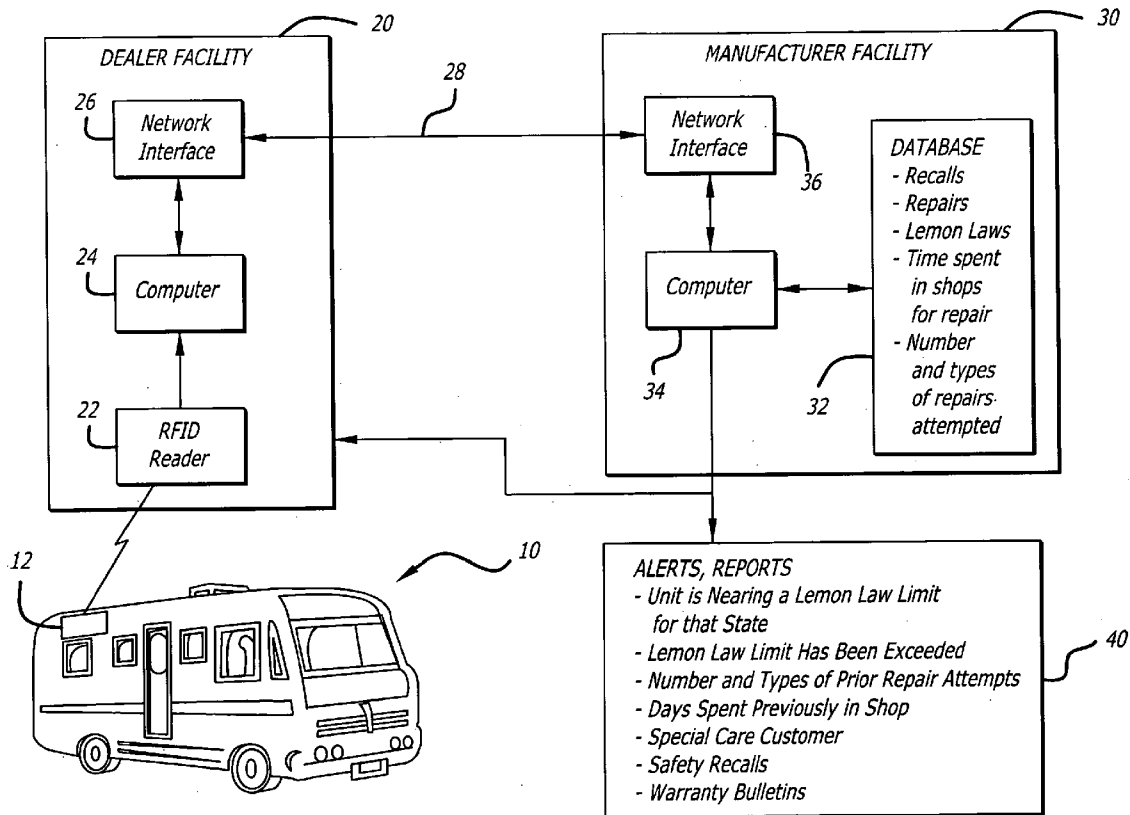 20
DEALER FACILITY
26
Network
Interface
24
Computer
22
RFID
Reader
28
30
MANUFACTURER FACILITY
Network
Interface
36
Computer
34
DATABASE
- Recalls
- Repairs
- Lemon Laws
- Time spent
in shops
for repair
- Number
and types
of repairs
attempted
32
12
10
ALERTS, REPORTS
- Unit is Nearing a Lemon Law Limit
for that State
- Lemon Law Limit Has Been Exceeded
- Number and Types of Prior Repair Attempts
- Days Spent Previously in Shop
- Special Care Customer
- Safety Recalls
- Warranty Bulletins
40